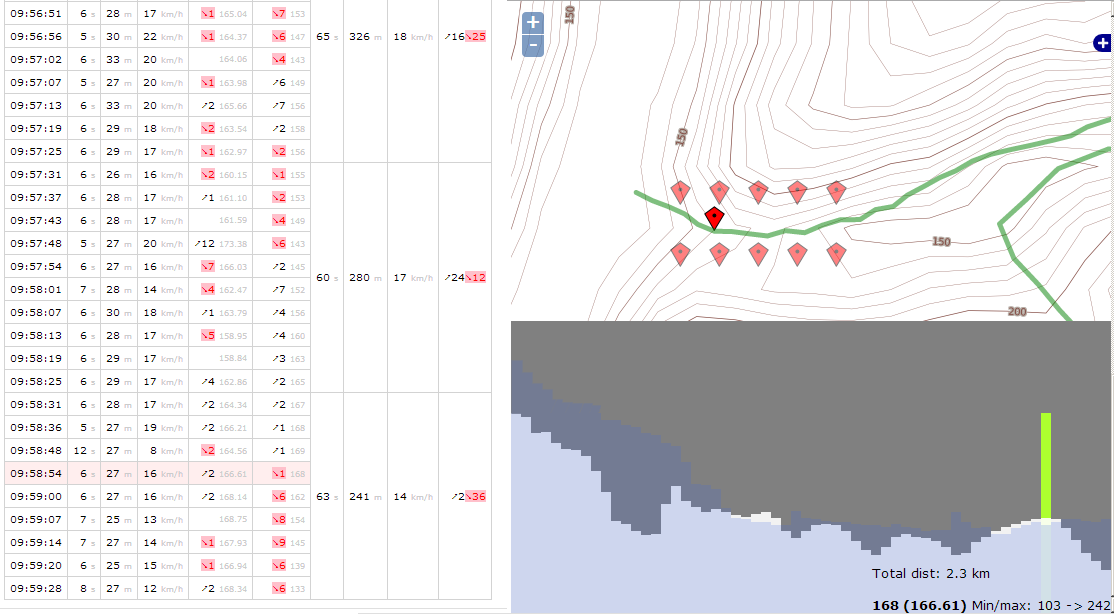 09:56:51 6 s 28 m 17 km/h ↘1 165.04 ↘7 153
09:56:56 5 s 30 m 22 km/h ↘1 164.37 ↘6 147 65 s 326 m 18 km/h ↗16↘25
09:57:02 6 s 33 m 20 km/h 164.06 ↘4 143
09:57:07 5 s 27 m 20 km/h ↘1 163.98 ↗6 149
09:57:13 6 s 33 m 20 km/h ↗2 165.66 ↗7 156
09:57:19 6 s 29 m 18 km/h ↘2 163.54 ↗2 158
09:57:25 6 s 29 m 17 km/h ↘1 162.97 ↘2 156
09:57:31 6 s 26 m 16 km/h ↘2 160.15 ↘1 155
09:57:37 6 s 28 m 17 km/h ↗1 161.10 ↘2 153
09:57:43 6 s 28 m 17 km/h 161.59 ↘4 149
09:57:48 5 s 27 m 20 km/h ↗12 173.38 ↘6 143
09:57:54 6 s 27 m 16 km/h ↘7 166.03 ↗2 145 60 s 280 m 17 km/h ↗24↘12
09:58:01 7 s 28 m 14 km/h ↘4 162.47 ↗7 152
09:58:07 6 s 30 m 18 km/h ↗1 163.79 ↗4 156
09:58:13 6 s 28 m 17 km/h ↘5 158.95 ↗4 160
09:58:19 6 s 29 m 17 km/h 158.84 ↗3 163
09:58:25 6 s 29 m 17 km/h ↗4 162.86 ↗2 165
09:58:31 6 s 28 m 17 km/h ↗2 164.34 ↗2 167
09:58:36 5 s 27 m 19 km/h ↗2 166.21 ↗1 168
09:58:48 12 s 27 m 8 km/h ↘2 164.56 ↗1 169
09:58:54 6 s 27 m 16 km/h ↗2 166.61 ↘1 168
09:59:00 6 s 27 m 16 km/h ↗2 168.14 ↘6 162 63 s 241 m 14 km/h ↗2↘36
09:59:07 7 s 25 m 13 km/h 168.75 ↘8 154
09:59:14 7 s 27 m 14 km/h ↘1 167.93 ↘9 145
09:59:20 6 s 25 m 15 km/h ↘1 166.94 ↘6 139
09:59:28 8 s 27 m 12 km/h ↗2 168.34 ↘6 133
+
-
150
150
150
200
+
Total dist: 2.3 km
168 (166.61) Min/max: 103 -> 242